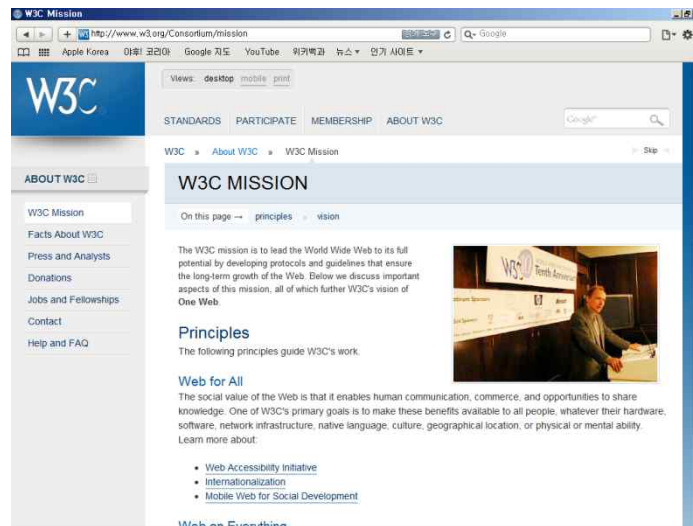 W3C Mission
http://www.w3.org/Consortium/mission
Q- Google
Apple Korea 야후! 코리아 Google 지도 YouTube 위키백과 뉴스 인기 사이트
W3C
Views: desktop mobile print
STANDARDS PARTICIPATE MEMBERSHIP ABOUT W3C
Google
W3C » About W3C » W3C Mission
Skip
ABOUT W3C
W3C MISSION
On this page → principles » vision
W3C Mission
Facts About W3C
Press and Analysts
Donations
Jobs and Fellowships
Contact
Help and FAQ
The W3C mission is to lead the World Wide Web to its full
potential by developing protocols and guidelines that ensure
the long-term growth of the Web. Below we discuss important
aspects of this mission, all of which further W3C's vision of
One Web.
W3C
Tenth Anniversary
Principles
The following principles guide W3C's work.
Web for All
The social value of the Web is that it enables human communication, commerce, and opportunities to share
knowledge. One of W3C's primary goals is to make these benefits available to all people, whatever their hardware,
software, network infrastructure, native language, culture, geographical location, or physical or mental ability.
Learn more about:
• Web Accessibility Initiative
• Internationalization
• Mobile Web for Social Development
Web on Everything